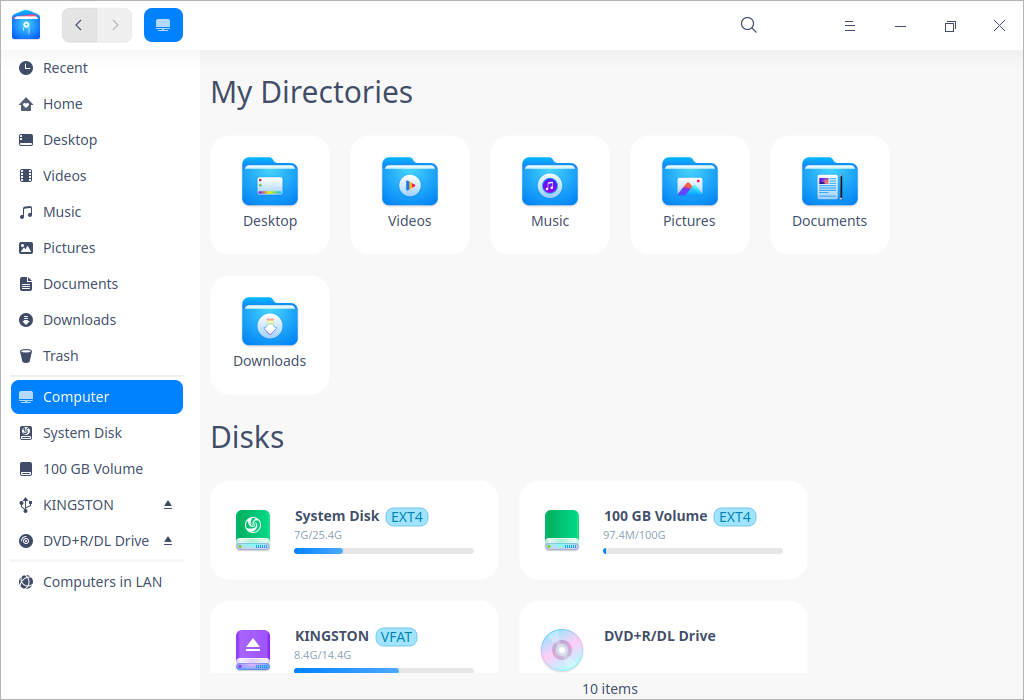 Recent
Home
Desktop
Videos
Music
Pictures
Documents
Downloads
Trash
Computer
System Disk
100 GB Volume
KINGSTON
DVD+R/DL Drive
Computers in LAN
My Directories
Desktop
Videos
Music
Pictures
Documents
Downloads
Disks
System Disk EXT4
7G/25.4G
100 GB Volume EXT4
97.4M/100G
KINGSTON VFAT
8.4G/14.4G
DVD+R/DL Drive
10 items